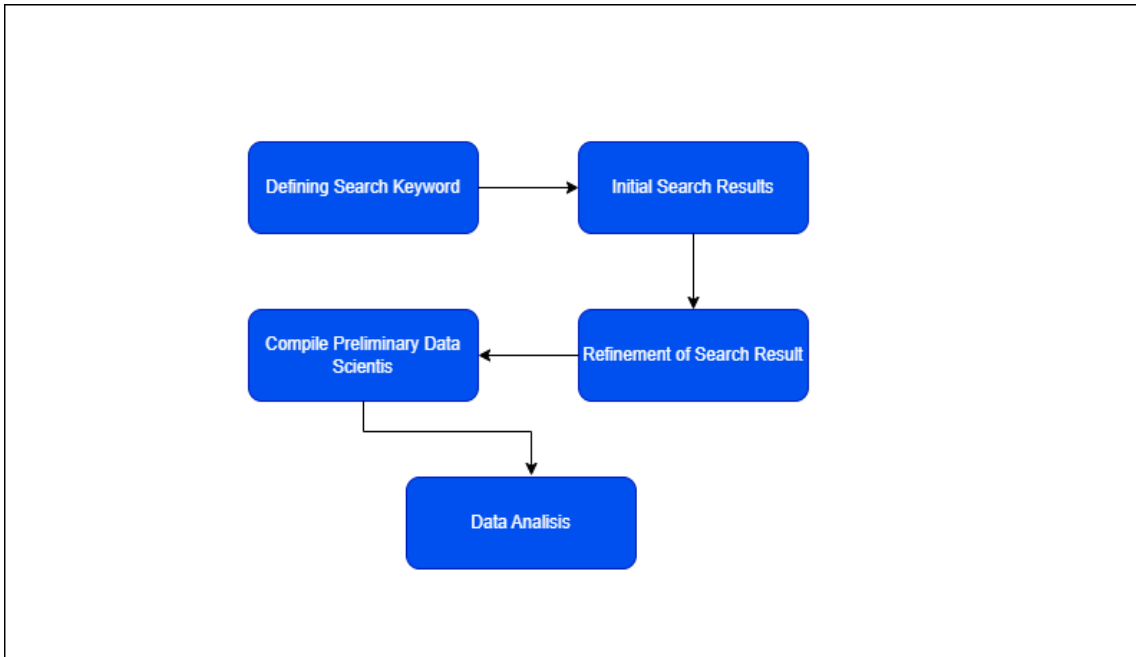 Defining Search Keyword
Initial Search Results
Refinement of Search Result
Compile Preliminary Data
Scientis
Data Analisis